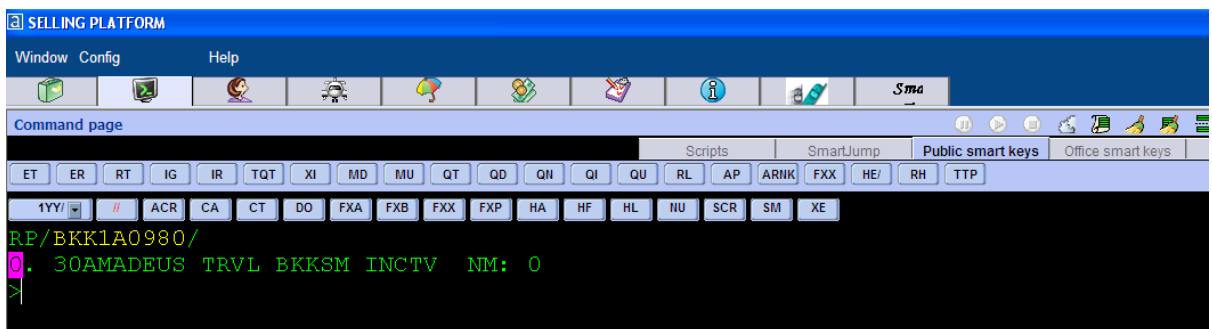 a SELLING PLATFORM
Window Config Help
Sma
Command page
Scripts SmartJump Public smart keys Office smart keys
ET ER RT IG IR TQT XI MD MU QT QD QN QI QU RL AP ARNK FXX HE/ RH TTP
1YY/ // ACR CA CT DO FXA FXB FXX FXP HA HF HL NU SCR SM XE
RP/BKK1A0980/
0. 30AMADEUS TRVL BKKSM INCTV NM: 0
>